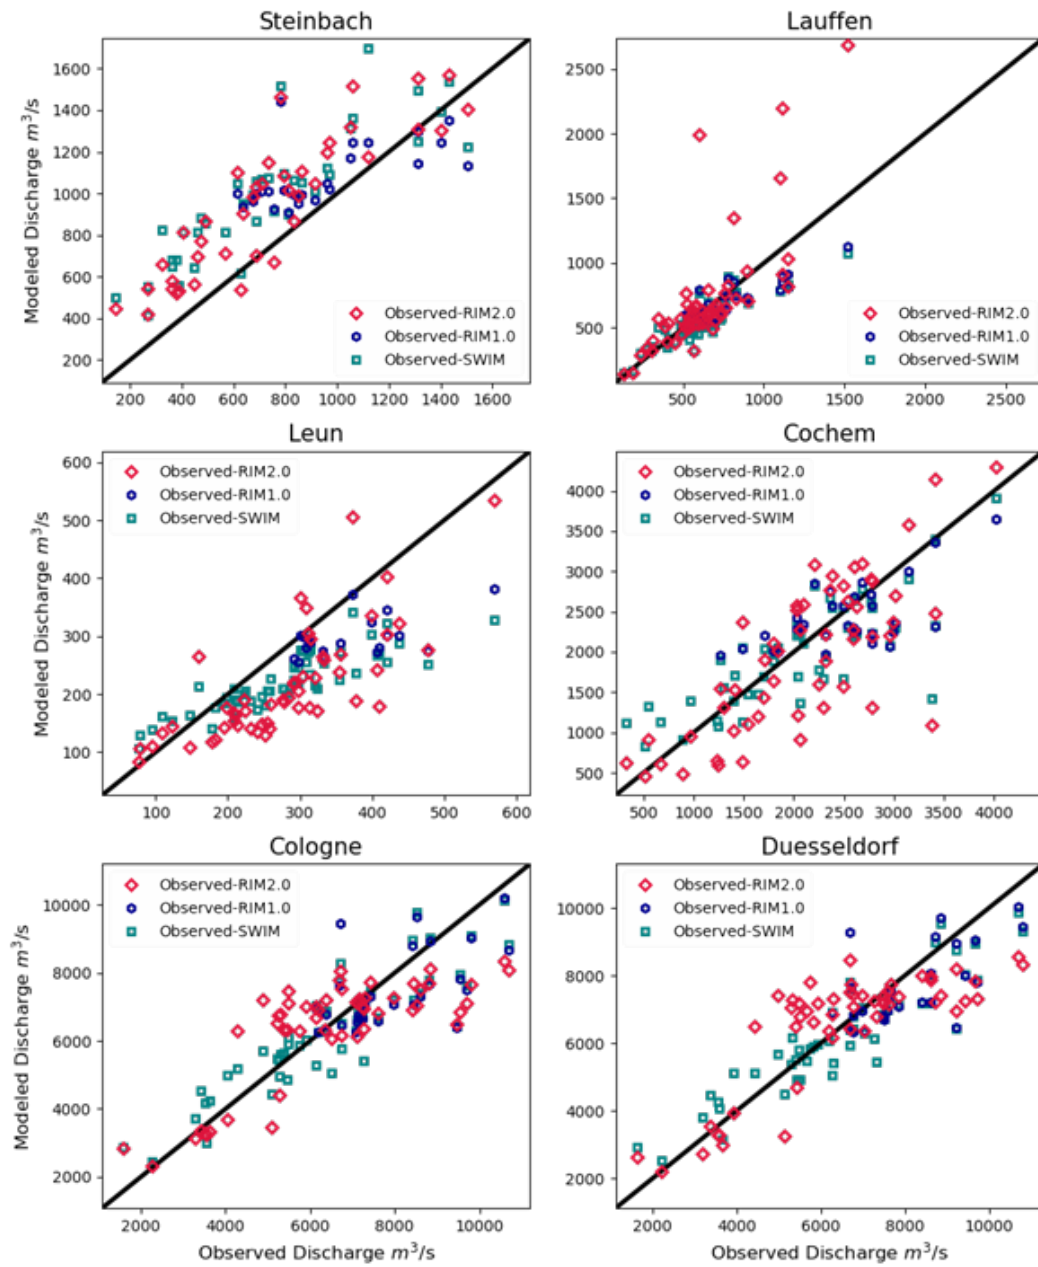 Steinbach
Modeled Discharge m³/s
1600
1400
1200
1000
800
600
400
200
Observed-RIM2.0
Observed-RIM1.0
Observed-SWIM
200 400 600 800 1000 1200 1400 1600
Lauffen
2500
2000
1500
1000
500
Observed-RIM2.0
Observed-RIM1.0
Observed-SWIM
500 1000 1500 2000 2500
Leun
Modeled Discharge m³/s
600
500
400
300
200
100
Observed-RIM2.0
Observed-RIM1.0
Observed-SWIM
100 200 300 400 500 600
Cochem
4000
3500
3000
2500
2000
1500
1000
500
Observed-RIM2.0
Observed-RIM1.0
Observed-SWIM
500 1000 1500 2000 2500 3000 3500 4000
Cologne
Modeled Discharge m³/s
10000
8000
6000
4000
2000
Observed-RIM2.0
Observed-RIM1.0
Observed-SWIM
2000 4000 6000 8000 10000
Observed Discharge m³/s
Duesseldorf
10000
8000
6000
4000
2000
Observed-RIM2.0
Observed-RIM1.0
Observed-SWIM
2000 4000 6000 8000 10000
Observed Discharge m³/s